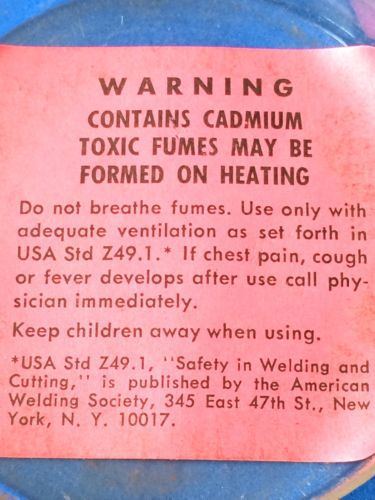 WARNING
CONTAINS CADMIUM
TOXIC FUMES MAY BE
FORMED ON HEATING
Do not breathe fumes. Use only with
adequate ventilation as set forth in
USA Std Z49.1.* If chest pain, cough
or fever develops after use call phy-
sician immediately.
Keep children away when using.
*USA Std Z49.1, "Safety in Welding and
Cutting," is published by the American
Welding Society, 345 East 47th St., New
York, N. Y. 10017.